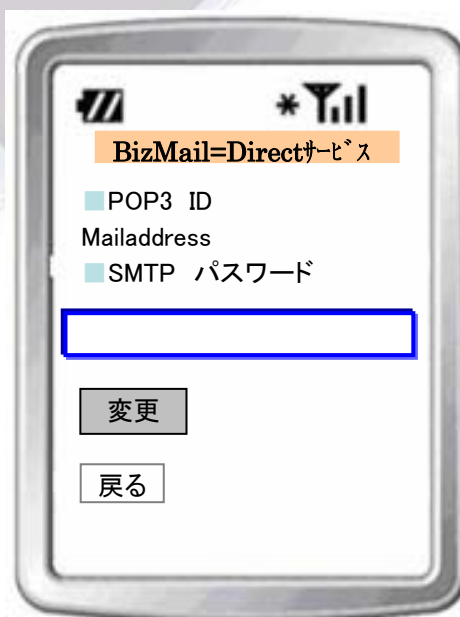 BizMail=Directｻｰﾋﾞｽ
■POP3 ID
Mailaddress
■SMTP パスワード
変更
戻る